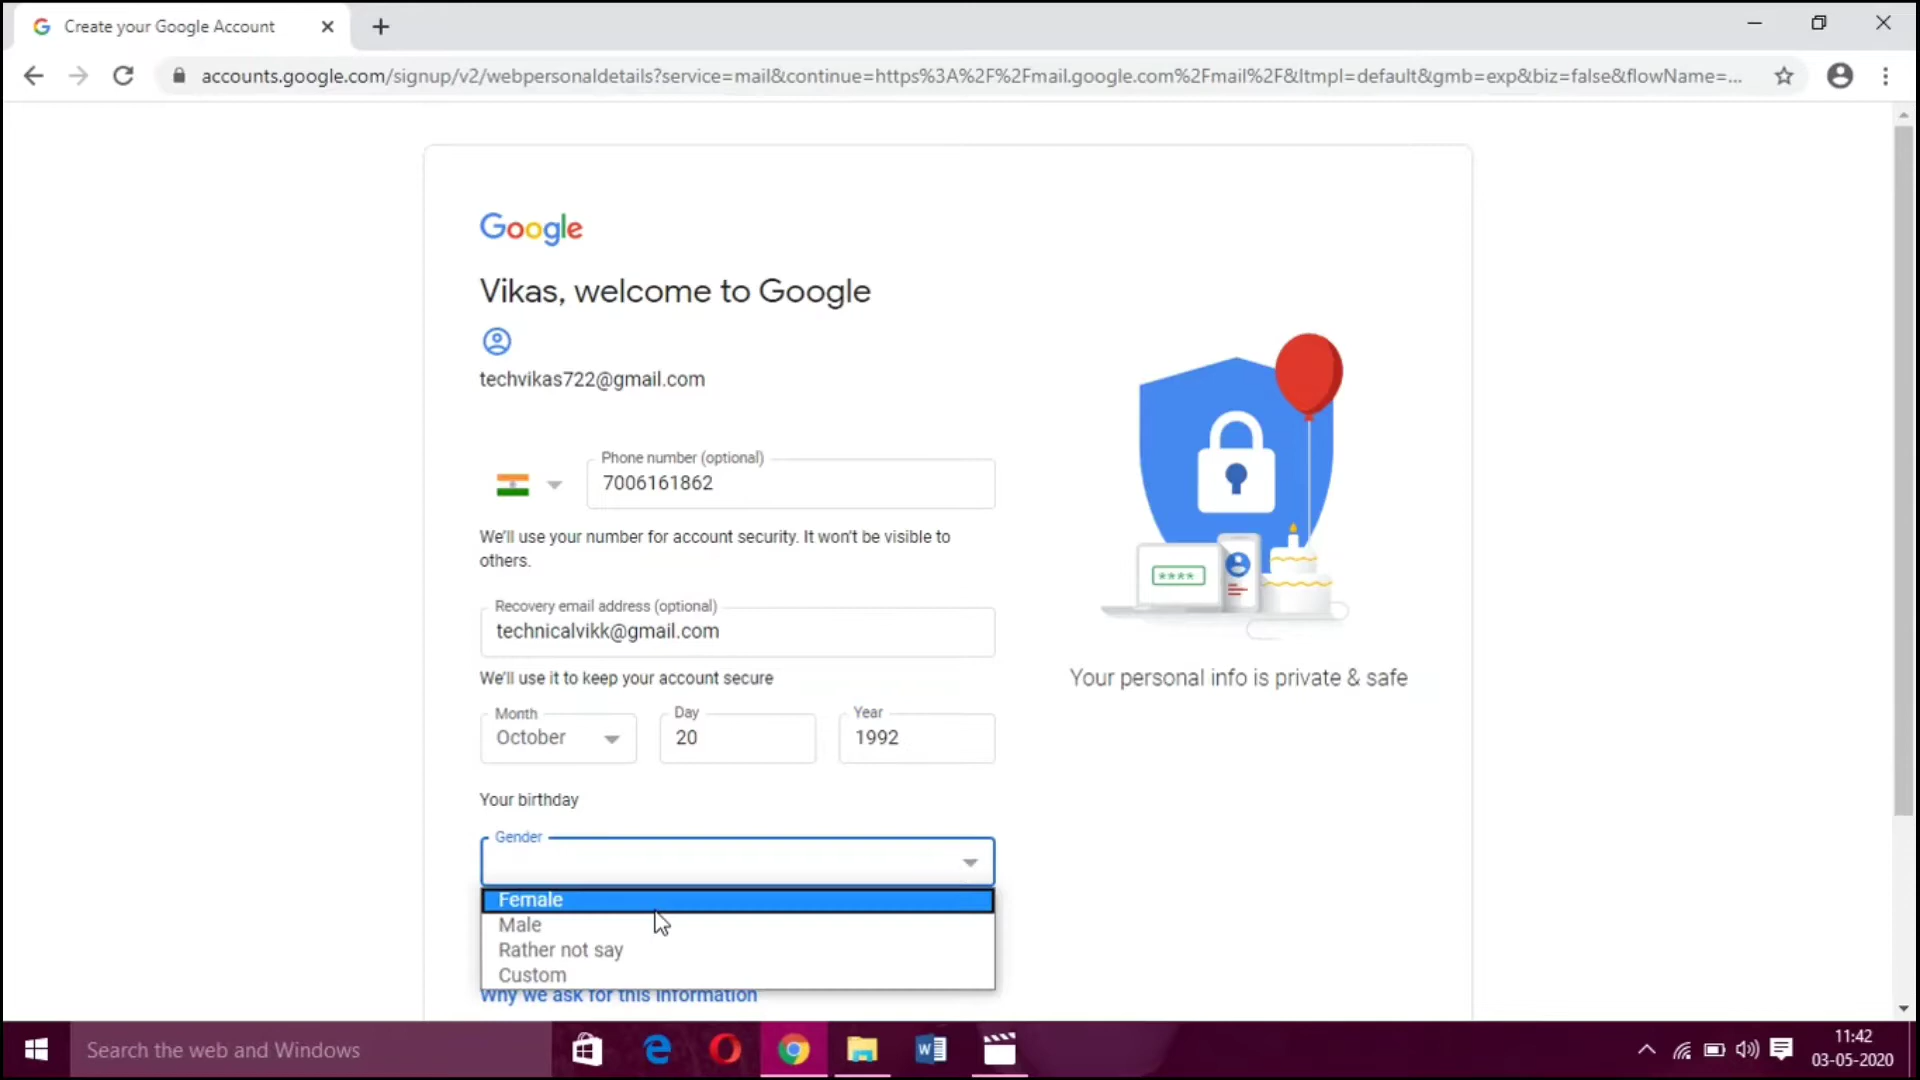 Create your Google Account
accounts.google.com/signup/v2/webpersonaldetails?service=mail&continue=https%3A%2F%2Fmail.google.com%2Fmail%2F&ltmpl=default&gmb=exp&biz=false&flowName=...
Google
Vikas, welcome to Google
techvikas722@gmail.com
Phone number (optional)
7006161862
We'll use your number for account security. It won't be visible to
others.
Recovery email address (optional)
technicalvikk@gmail.com
We'll use it to keep your account secure
Month
October
Day
20
Year
1992
Your birthday
Gender
Female
Male
Rather not say
Custom
Why we ask for this information
****
Your personal info is private & safe
Search the web and Windows
11:42
03-05-2020